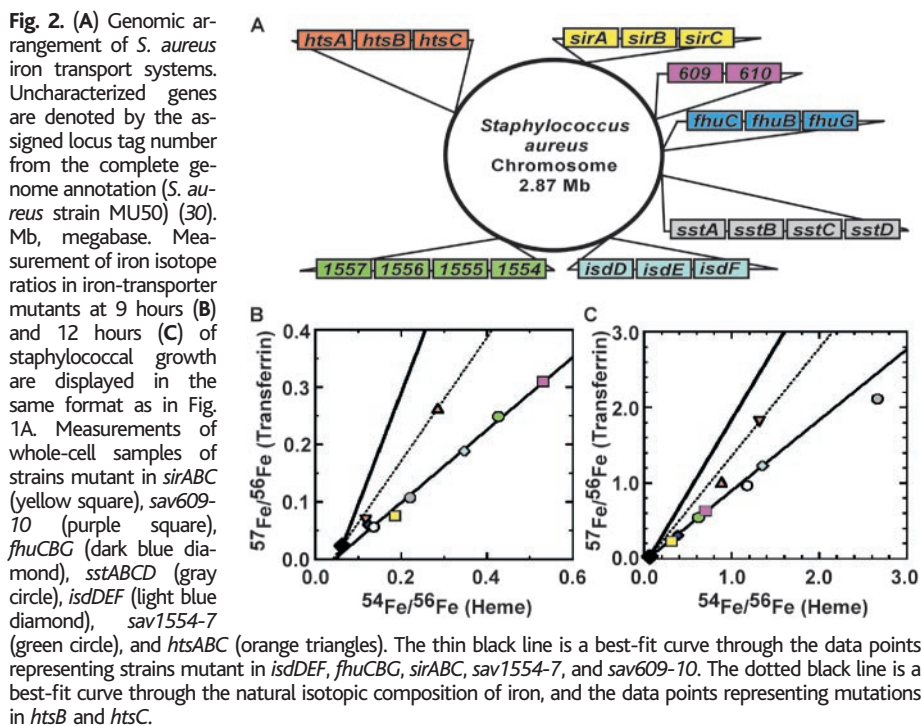 Fig. 2. (A) Genomic ar-
rangement of S. aureus
iron transport systems.
Uncharacterized genes
are denoted by the as-
signed locus tag number
from the complete ge-
nome annotation (S. au-
reus strain MU50) (30).
Mb, megabase. Mea-
surement of iron isotope
ratios in iron-transporter
mutants at 9 hours (B)
and 12 hours (C) of
staphylococcal growth
are displayed in the
same format as in Fig.
1A. Measurements of
whole-cell samples of
strains mutant in sirABC
(yellow square), sav609-
10 (purple square),
fhuCBG (dark blue dia-
mond), sstABCD (gray
circle), isdDEF (light blue
diamond), sav1554-7
(green circle), and htsABC (orange triangles). The thin black line is a best-fit curve through the data points
representing strains mutant in isdDEF, fhuCBG, sirABC, sav1554-7, and sav609-10. The dotted black line is a
best-fit curve through the natural isotopic composition of iron, and the data points representing mutations
in htsB and htsC.
A
htsA htsB htsC
sirA sirB sirC
609 610
fhuC fhuB fhuG
Staphylococcus
aureus
Chromosome
2.87 Mb
sstA sstB sstC sstD
1557 1556 1555 1554
isdD isdE isdF
B
57Fe/56Fe (Transferrin)
0.4
0.3
0.2
0.1
0.0
0.0 0.2 0.4 0.6
54Fe/56Fe (Heme)
C
57Fe/56Fe (Transferrin)
3.0
2.0
1.0
0.0
0.0 1.0 2.0 3.0
54Fe/56Fe (Heme)